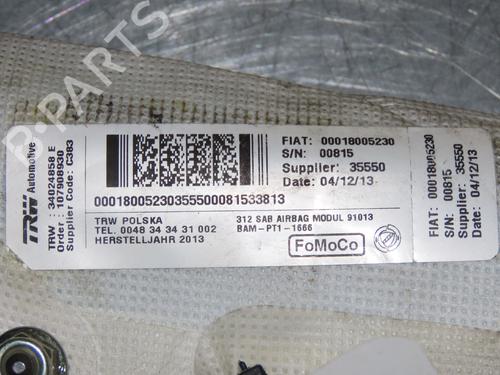 TRW Automotive
TRW : 34024858 E
Order : 107908930
Supplier Code: C383
00018005230355500081533813
TRW POLSKA
TEL. 0048 34 34 31 002
HERSTELLJAHR 2013
312 SAB AIRBAG MODUL 91013
BAM-PT1-1666
FoMoCo
FIAT: 00018005230
S/N: 00815
Supplier: 35550
Date: 04/12/13
FIAT: 00018005230
S/N: 00815
Supplier: 35550
Date: 04/12/13
B-PARTS